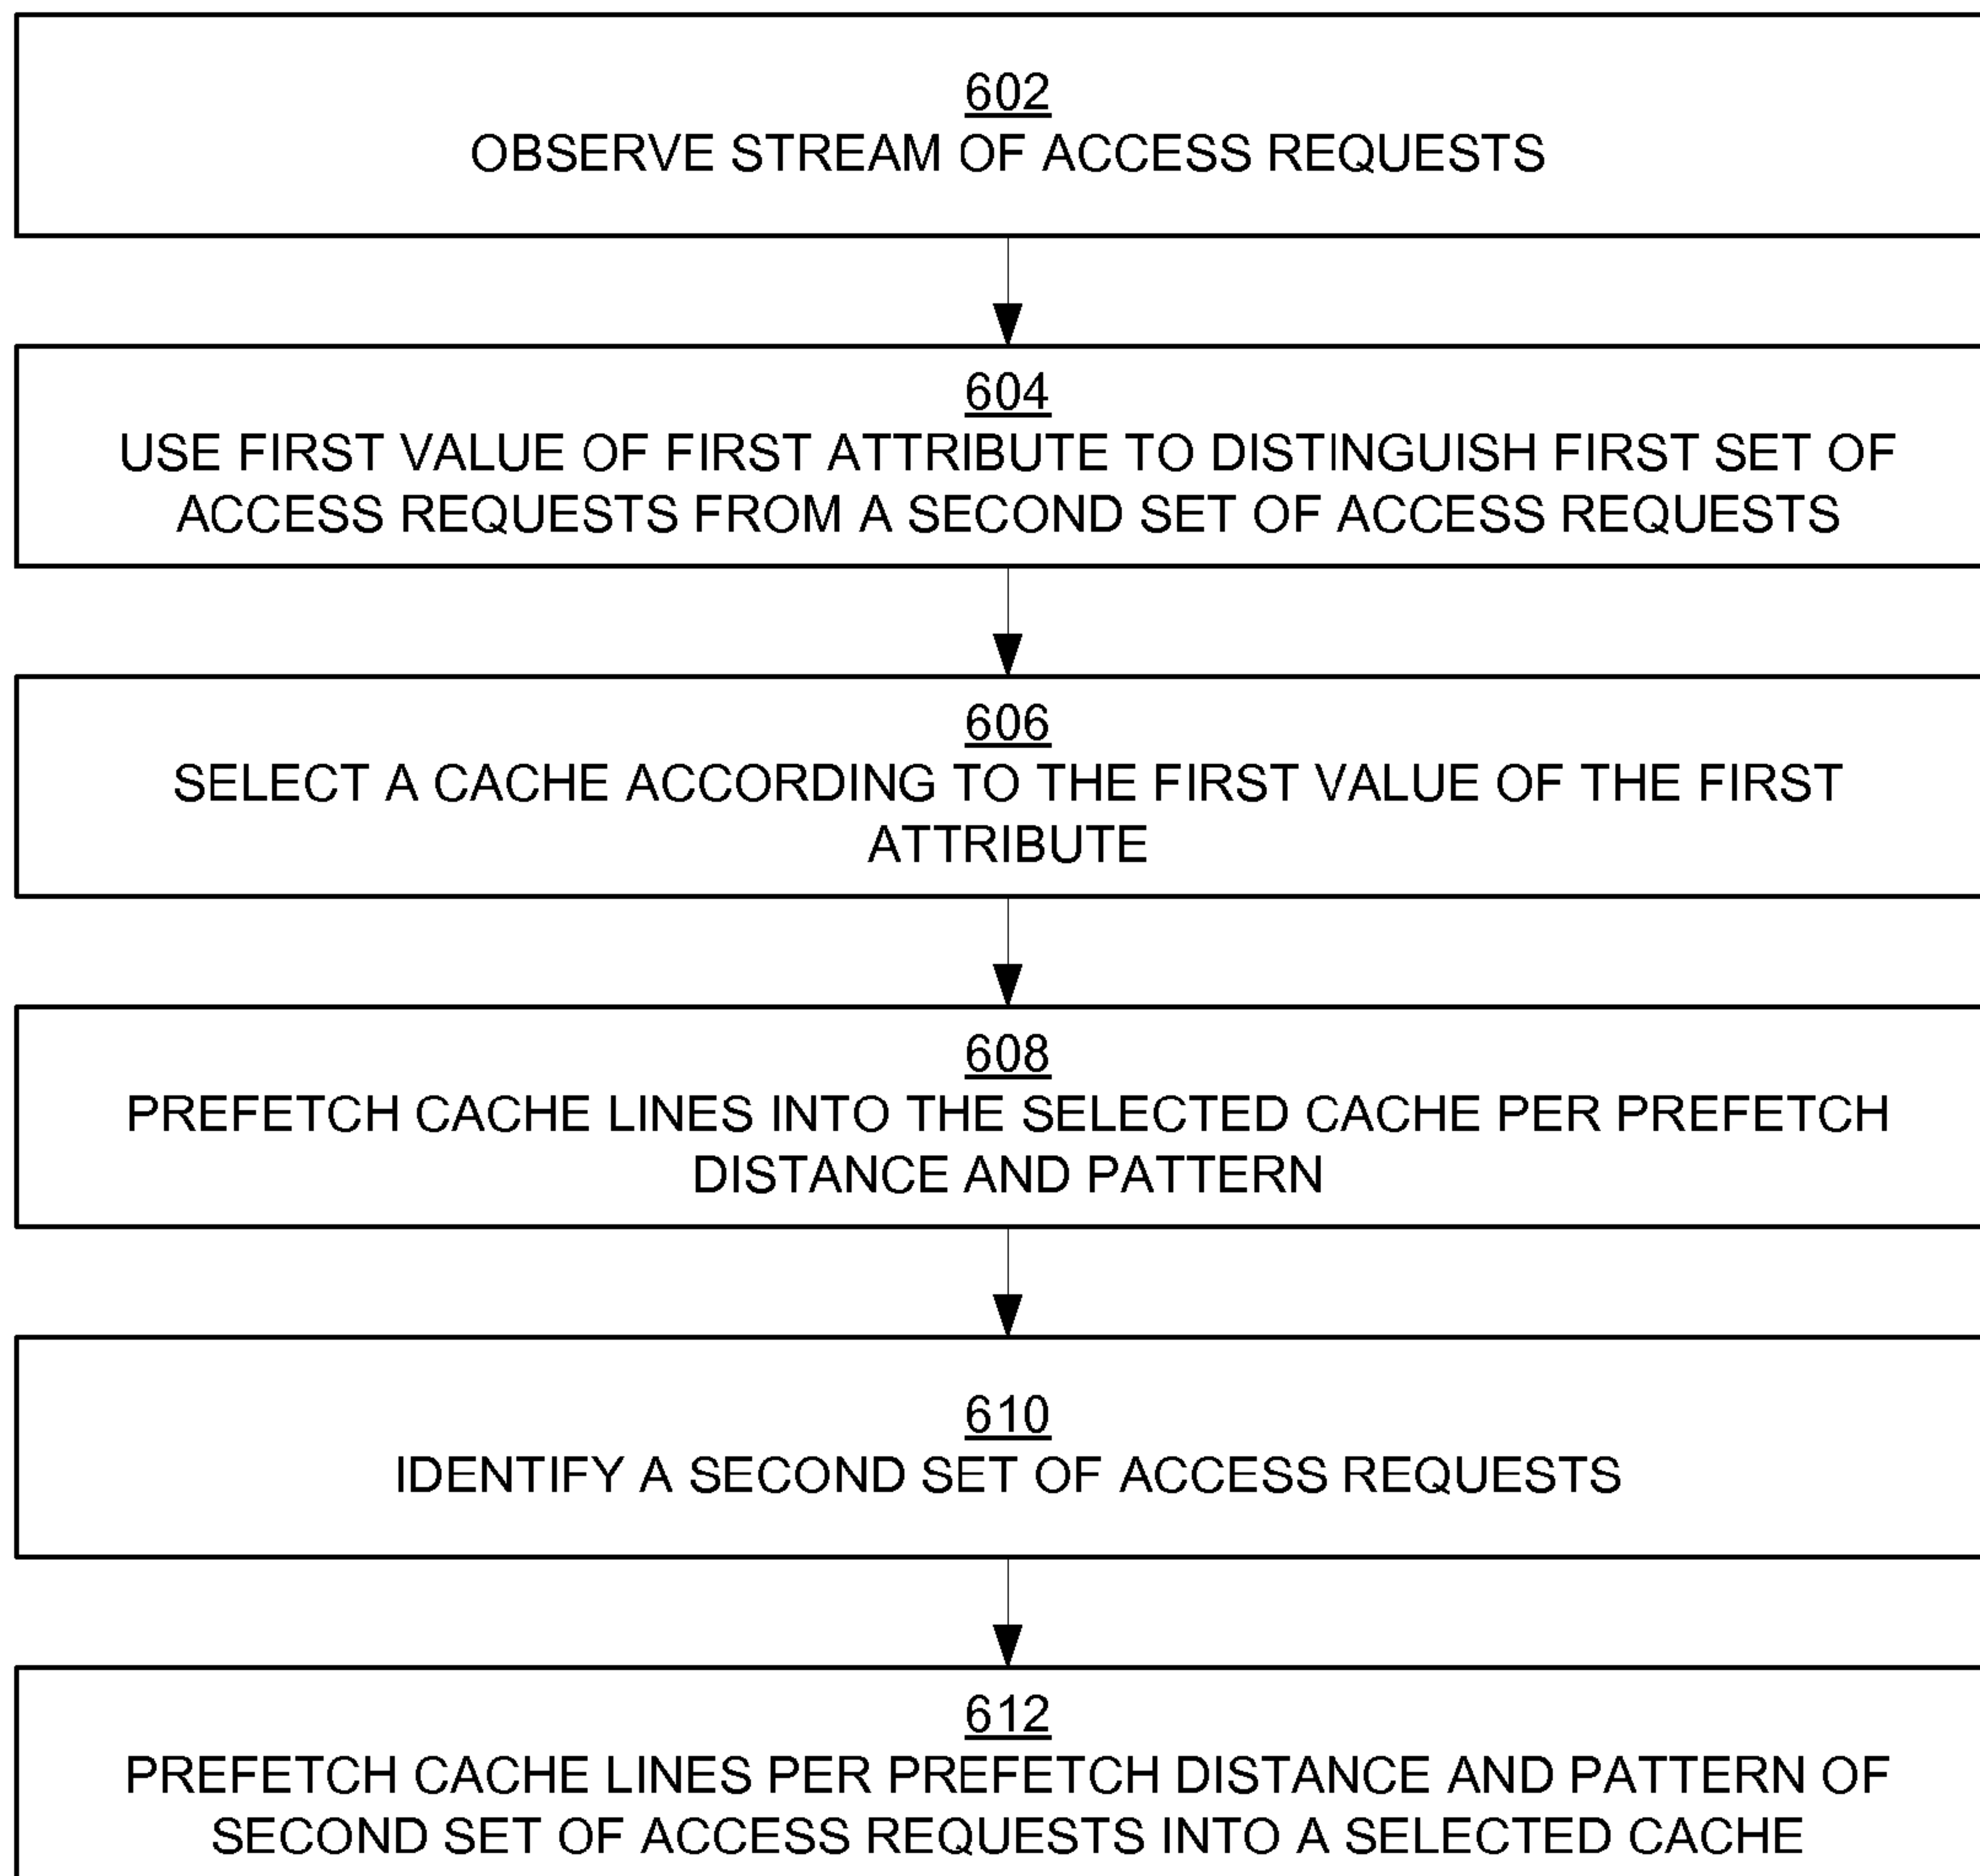 602
OBSERVE STREAM OF ACCESS REQUESTS
604
USE FIRST VALUE OF FIRST ATTRIBUTE TO DISTINGUISH FIRST SET OF
ACCESS REQUESTS FROM A SECOND SET OF ACCESS REQUESTS
606
SELECT A CACHE ACCORDING TO THE FIRST VALUE OF THE FIRST
ATTRIBUTE
608
PREFETCH CACHE LINES INTO THE SELECTED CACHE PER PREFETCH
DISTANCE AND PATTERN
610
IDENTIFY A SECOND SET OF ACCESS REQUESTS
612
PREFETCH CACHE LINES PER PREFETCH DISTANCE AND PATTERN OF
SECOND SET OF ACCESS REQUESTS INTO A SELECTED CACHE